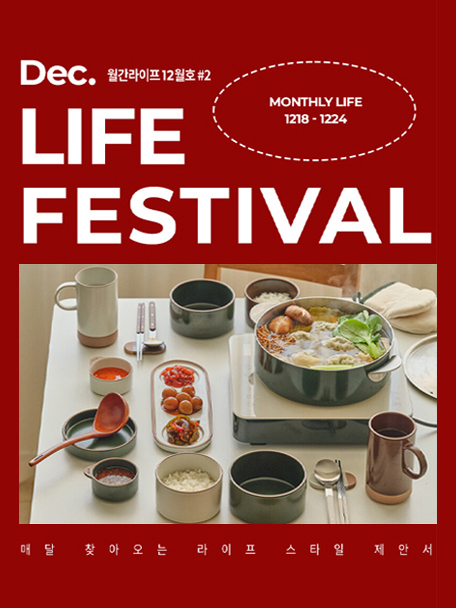 Dec. 월간라이프 12월호 #2
MONTHLY LIFE
1218 - 1224
LIFE
FESTIVAL
매달 찾아오는 라이프 스타일 제안서